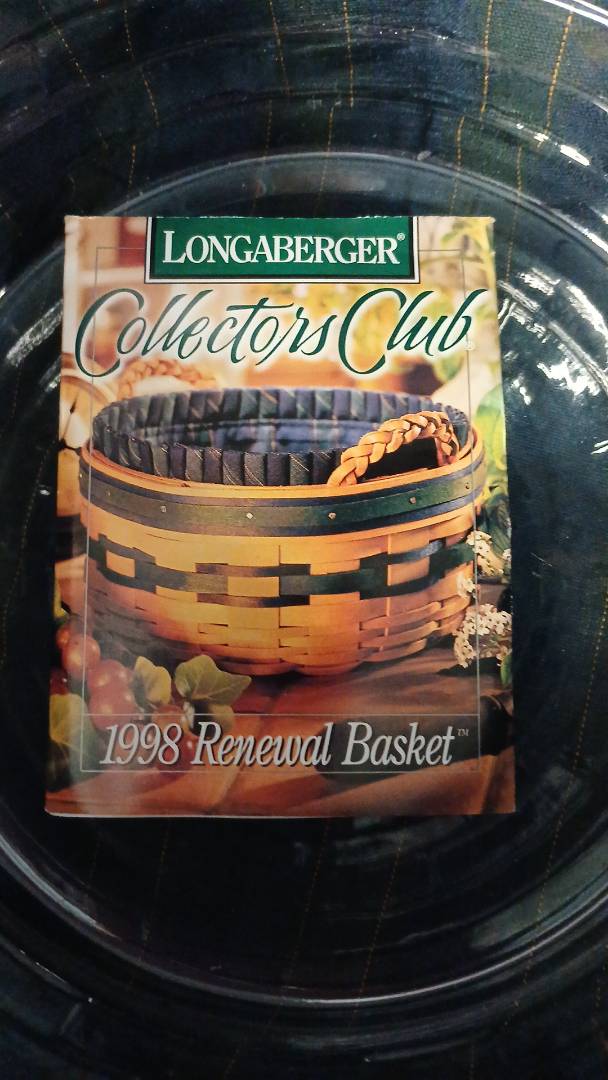 LONGABERGER®
Collectors Club
1998 Renewal Basket™